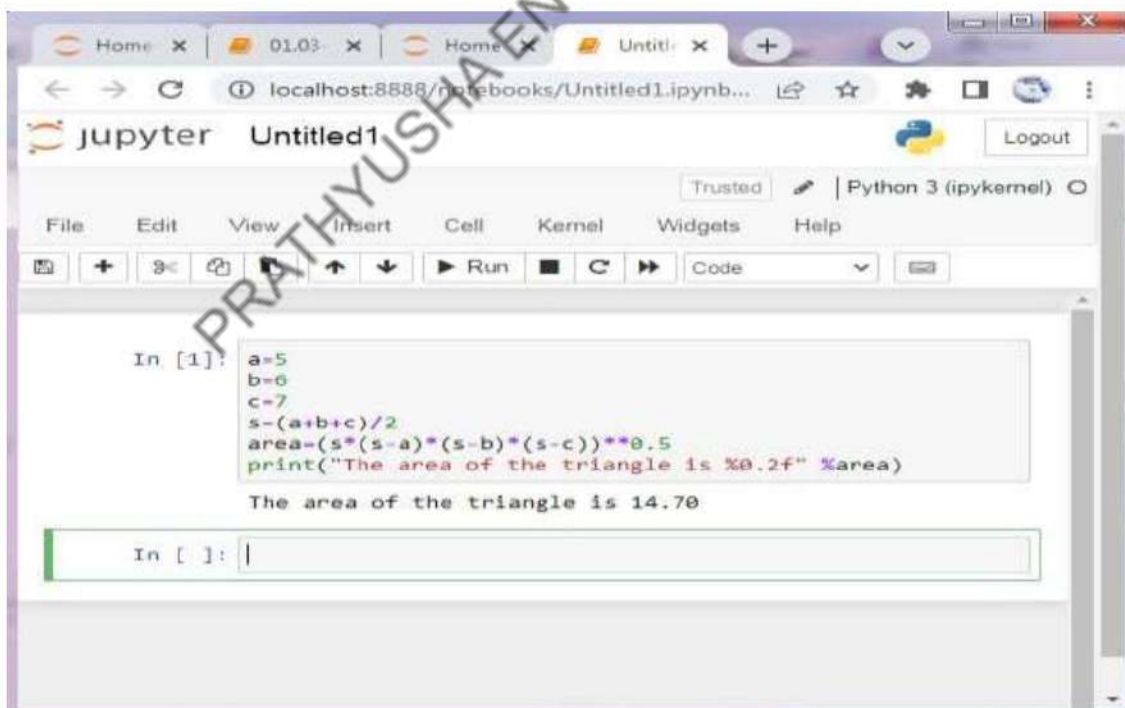 Home
01.03-
Home
Untitl
localhost:8888/notebooks/Untitled1.ipynb...
jupyter Untitled1
Logout
Trusted
Python 3 (ipykernel)
File Edit View Insert Cell Kernel Widgets Help
Run
Code
PRATHYUSHA EN
In [1]:
a=5
b=6
c=7
s=(a+b+c)/2
area=(s*(s-a)*(s-b)*(s-c))**0.5
print("The area of the triangle is %0.2f" %area)
The area of the triangle is 14.70
In [ ]: